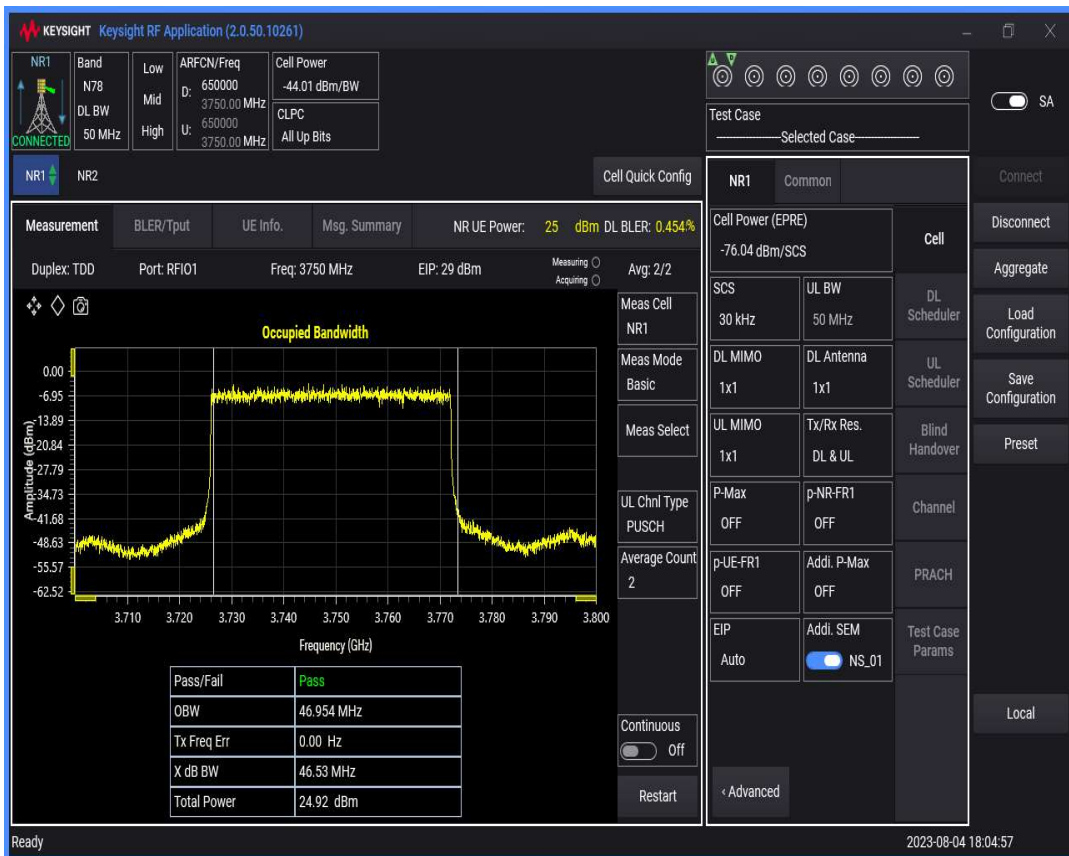 KEYSIGHT Keysight RF Application (2.0.50.10261)
NR1
CONNECTED
Band
N78
DL BW
50 MHz
Low
Mid
High
ARFCN/Freq
D: 650000
3750.00 MHz
U: 650000
3750.00 MHz
Cell Power
-44.01 dBm/BW
CLPC
All Up Bits
Test Case
Selected Case
SA
NR1 NR2 Cell Quick Config
Measurement BLER/Tput UE Info. Msg. Summary NR UE Power: 25 dBm DL BLER: 0.454%
Duplex: TDD Port: RFIO1 Freq: 3750 MHz EIP: 29 dBm Measuring Acquiring Avg: 2/2
Occupied Bandwidth
Amplitude (dBm)
0.00
-6.95
-13.89
-20.84
-27.79
-34.73
-41.68
-48.63
-55.57
-62.52
3.710 3.720 3.730 3.740 3.750 3.760 3.770 3.780 3.790 3.800
Frequency (GHz)
Pass/Fail Pass
OBW 46.954 MHz
Tx Freq Err 0.00 Hz
X dB BW 46.53 MHz
Total Power 24.92 dBm
Meas Cell
NR1
Meas Mode
Basic
Meas Select
UL Chnl Type
PUSCH
Average Count
2
Continuous
Off
Restart
NR1 Common
Cell Power (EPRE)
-76.04 dBm/SCS
SCS
30 kHz
UL BW
50 MHz
DL MIMO
1x1
DL Antenna
1x1
UL MIMO
1x1
Tx/Rx Res.
DL & UL
P-Max
OFF
p-NR-FR1
OFF
p-UE-FR1
OFF
Addi. P-Max
OFF
EIP
Auto
Addi. SEM
NS_01
‹ Advanced
Cell
DL
Scheduler
UL
Scheduler
Blind
Handover
Channel
PRACH
Test Case
Params
Connect
Disconnect
Aggregate
Load
Configuration
Save
Configuration
Preset
Local
Ready 2023-08-04 18:04:57